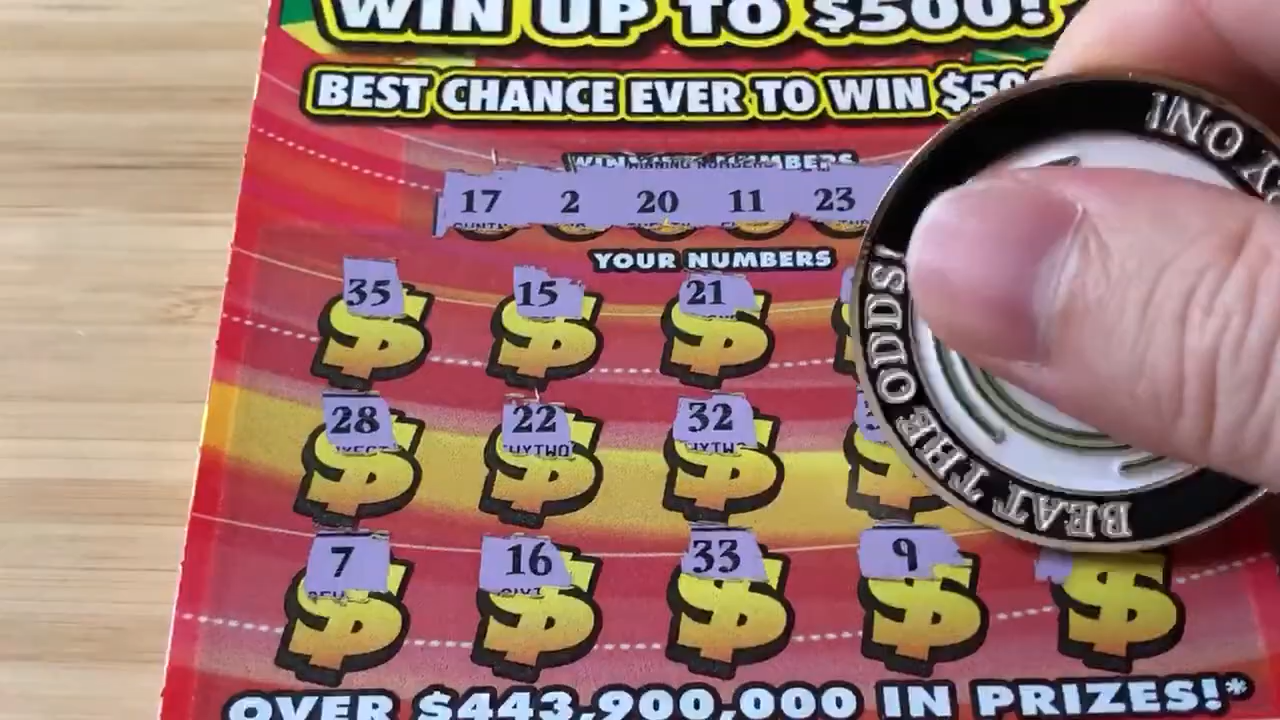 WIN UP TO $500!
BEST CHANCE EVER TO WIN
WINNING NUMBERS
17 2 20 11 23
YOUR NUMBERS
35 15 21
28 22 32
7 16 33 9
OVER $443,900,000 IN PRIZES!*
BEAT THE ODDS!